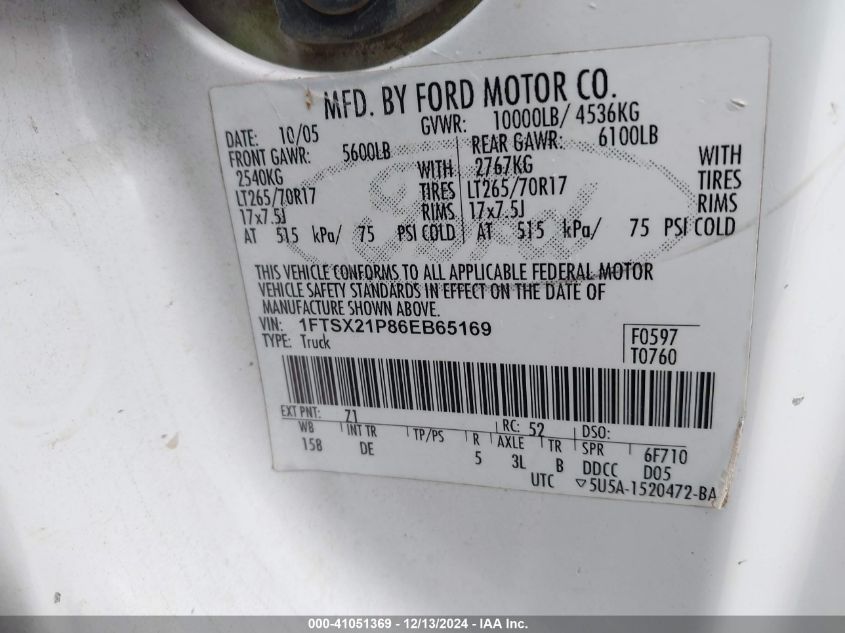 MFD. BY FORD MOTOR CO.
DATE: 10/05 GVWR: 10000LB/ 4536KG
FRONT GAWR: 5600LB REAR GAWR: 6100LB
2540KG WITH 2767KG WITH
LT265/70R17 TIRES LT265/70R17 TIRES
17x7.5J RIMS 17x7.5J RIMS
AT 515 kPa/ 75 PSI COLD AT 515 kPa/ 75 PSI COLD
THIS VEHICLE CONFORMS TO ALL APPLICABLE FEDERAL MOTOR
VEHICLE SAFETY STANDARDS IN EFFECT ON THE DATE OF
MANUFACTURE SHOWN ABOVE.
VIN: 1FTSX21P86EB65169 F0597
TYPE: Truck T0760
EXT PNT: 71 RC: 52 DSO:
WB INT TR TP/PS R AXLE TR SPR 6F710
158 DE 5 3L B DDCC D05
UTC ▽5U5A-1520472-BA
000-41051369 - 12/13/2024 - IAA Inc.